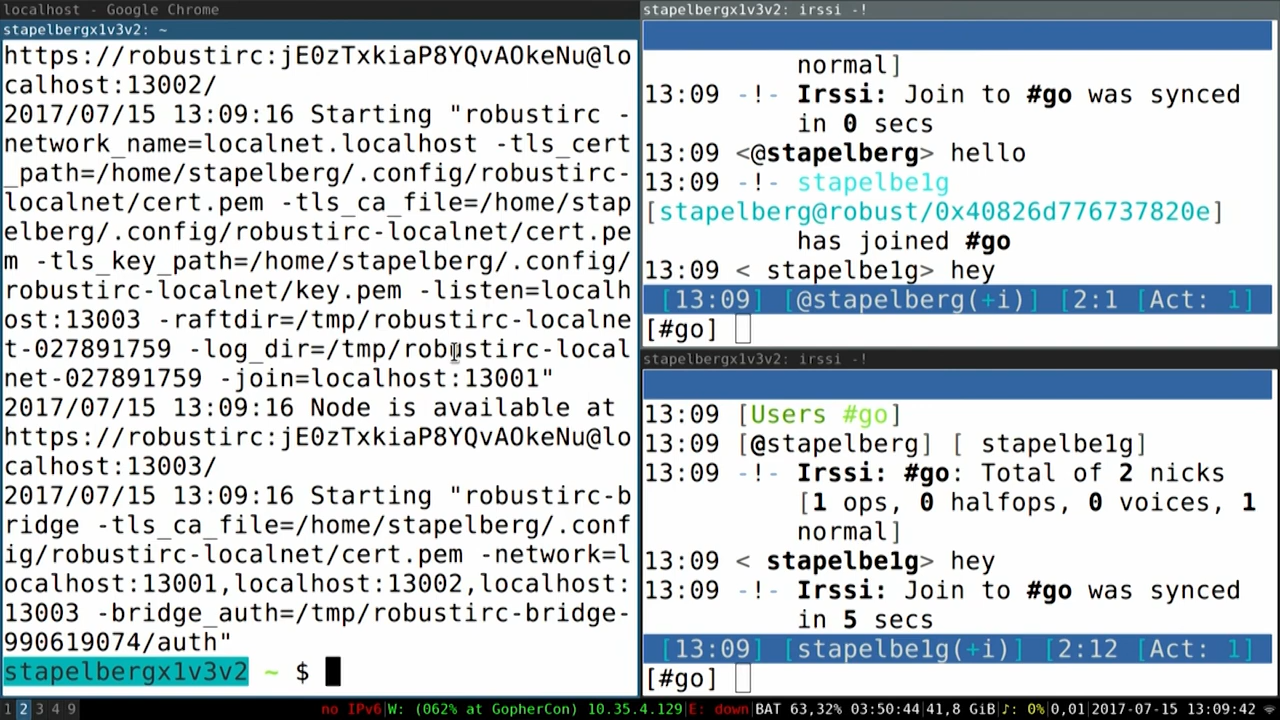 localhost - Google Chrome
stapelbergx1v3v2: ~
https://robustirc:jE0zTxkiaP8YQvAOkeNu@lo
calhost:13002/
2017/07/15 13:09:16 Starting "robustirc -
network_name=localnet.localhost -tls_cert
_path=/home/stapelberg/.config/robustirc-
localnet/cert.pem -tls_ca_file=/home/stap
elberg/.config/robustirc-localnet/cert.pe
m -tls_key_path=/home/stapelberg/.config/
robustirc-localnet/key.pem -listen=localh
ost:13003 -raftdir=/tmp/robustirc-localne
t-027891759 -log_dir=/tmp/robustirc-local
net-027891759 -join=localhost:13001"
2017/07/15 13:09:16 Node is available at
https://robustirc:jE0zTxkiaP8YQvAOkeNu@lo
calhost:13003/
2017/07/15 13:09:16 Starting "robustirc-b
ridge -tls_ca_file=/home/stapelberg/.conf
ig/robustirc-localnet/cert.pem -network=l
ocalhost:13001,localhost:13002,localhost:
13003 -bridge_auth=/tmp/robustirc-bridge-
990619074/auth"
stapelbergx1v3v2 ~ $
stapelbergx1v3v2: irssi -!
normal]
13:09 -!- Irssi: Join to #go was synced
in 0 secs
13:09 <@stapelberg> hello
13:09 -!- stapelbe1g
[stapelberg@robust/0x40826d776737820e]
has joined #go
13:09 < stapelbe1g> hey
[13:09] [@stapelberg(+i)] [2:1 [Act: 1]
[#go]
stapelbergx1v3v2: irssi -!
13:09 [Users #go]
13:09 [@stapelberg] [ stapelbe1g]
13:09 -!- Irssi: #go: Total of 2 nicks
[1 ops, 0 halfops, 0 voices, 1
normal]
13:09 < stapelbe1g> hey
13:09 -!- Irssi: Join to #go was synced
in 5 secs
[13:09] [stapelbe1g(+i)] [2:12 [Act: 1]
[#go]
1 2 3 4 9
no IPv6|W: (062% at GopherCon) 10.35.4.129|E: down|BAT 63,32% 03:50:44|41,8 GiB|♪: 0%|0,01|2017-07-15 13:09:42